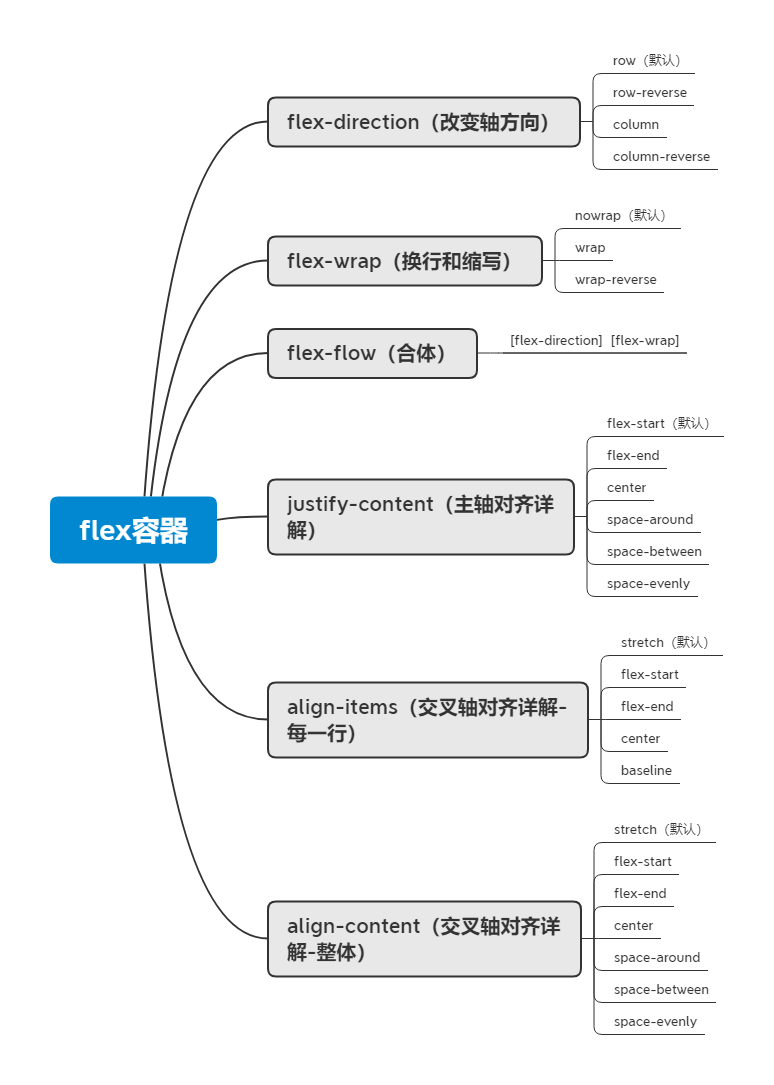 flex容器
flex-direction（改变轴方向）
row（默认）
row-reverse
column
column-reverse
flex-wrap（换行和缩写）
nowrap（默认）
wrap
wrap-reverse
flex-flow（合体）
[flex-direction]  [flex-wrap]
justify-content（主轴对齐详
解）
flex-start（默认）
flex-end
center
space-around
space-between
space-evenly
align-items（交叉轴对齐详解-
每一行）
stretch（默认）
flex-start
flex-end
center
baseline
align-content（交叉轴对齐详
解-整体）
stretch（默认）
flex-start
flex-end
center
space-around
space-between
space-evenly